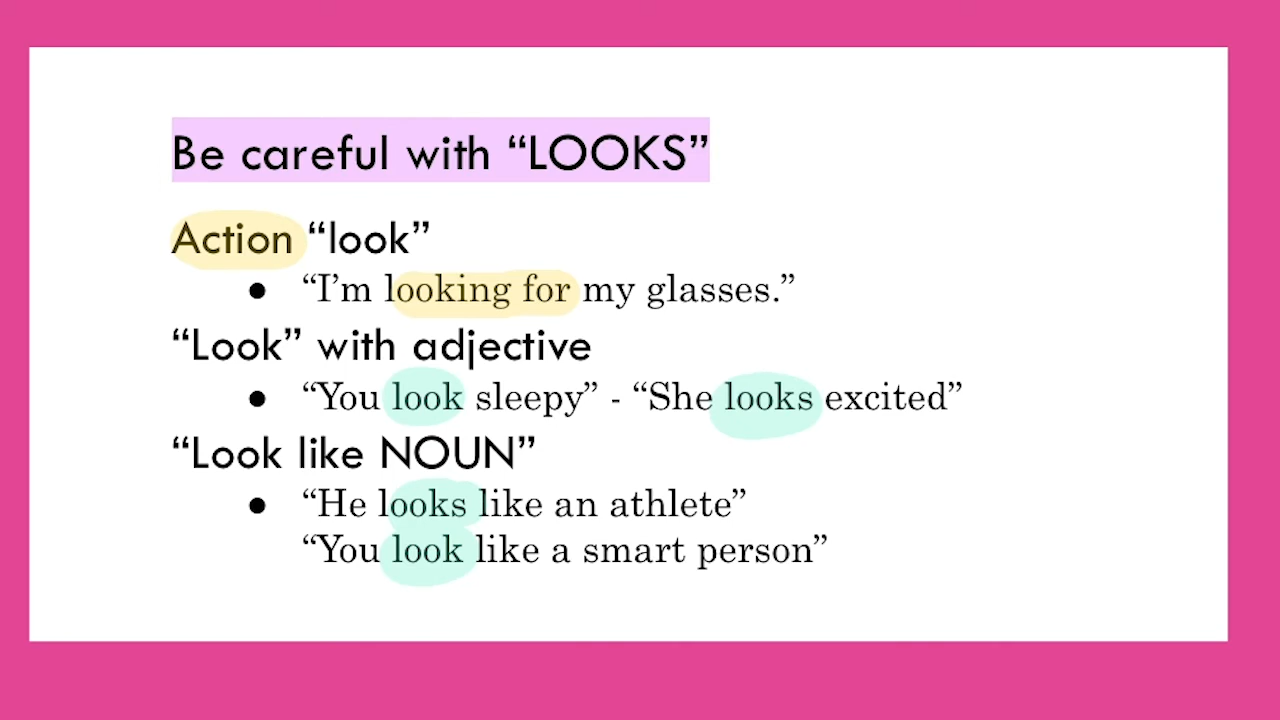 Be careful with “LOOKS”
Action “look”
● “I’m looking for my glasses.”
“Look” with adjective
● “You look sleepy” - “She looks excited”
“Look like NOUN”
● “He looks like an athlete”
“You look like a smart person”